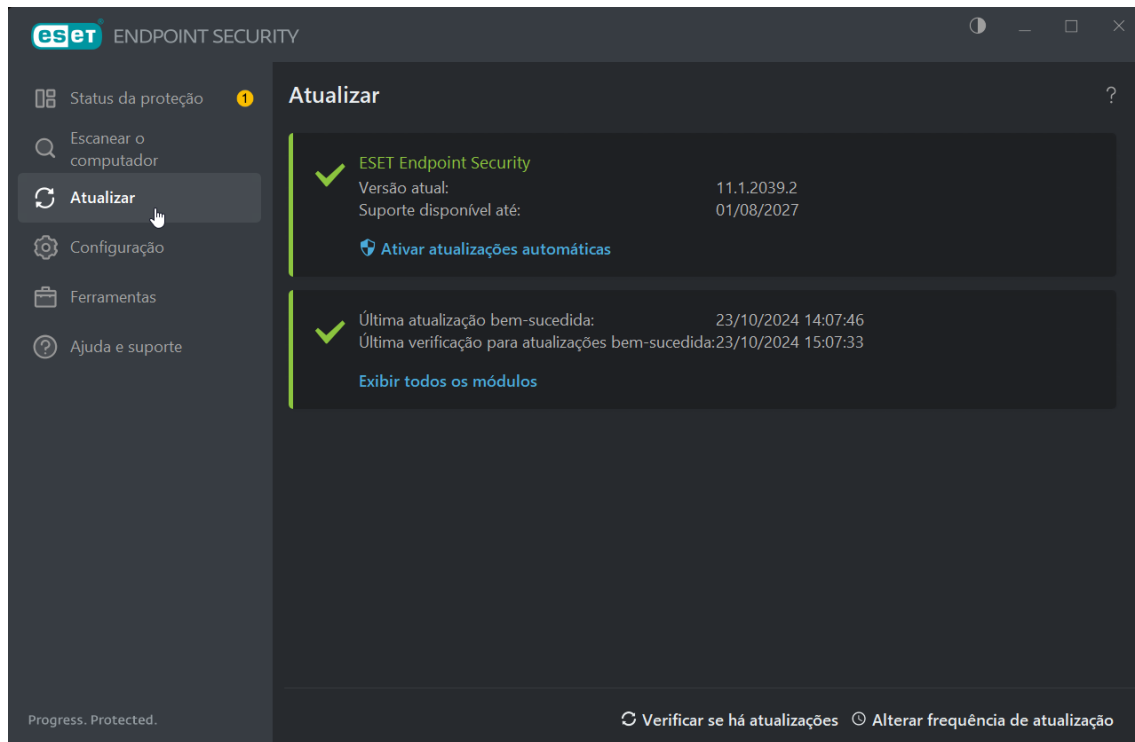 eset ENDPOINT SECURITY
Status da proteção 1
Escanear o
computador
Atualizar
Configuração
Ferramentas
Ajuda e suporte
Progress. Protected.
Atualizar ?
ESET Endpoint Security
Versão atual: 11.1.2039.2
Suporte disponível até: 01/08/2027
Ativar atualizações automáticas
Última atualização bem-sucedida: 23/10/2024 14:07:46
Última verificação para atualizações bem-sucedida:23/10/2024 15:07:33
Exibir todos os módulos
Verificar se há atualizações Alterar frequência de atualização